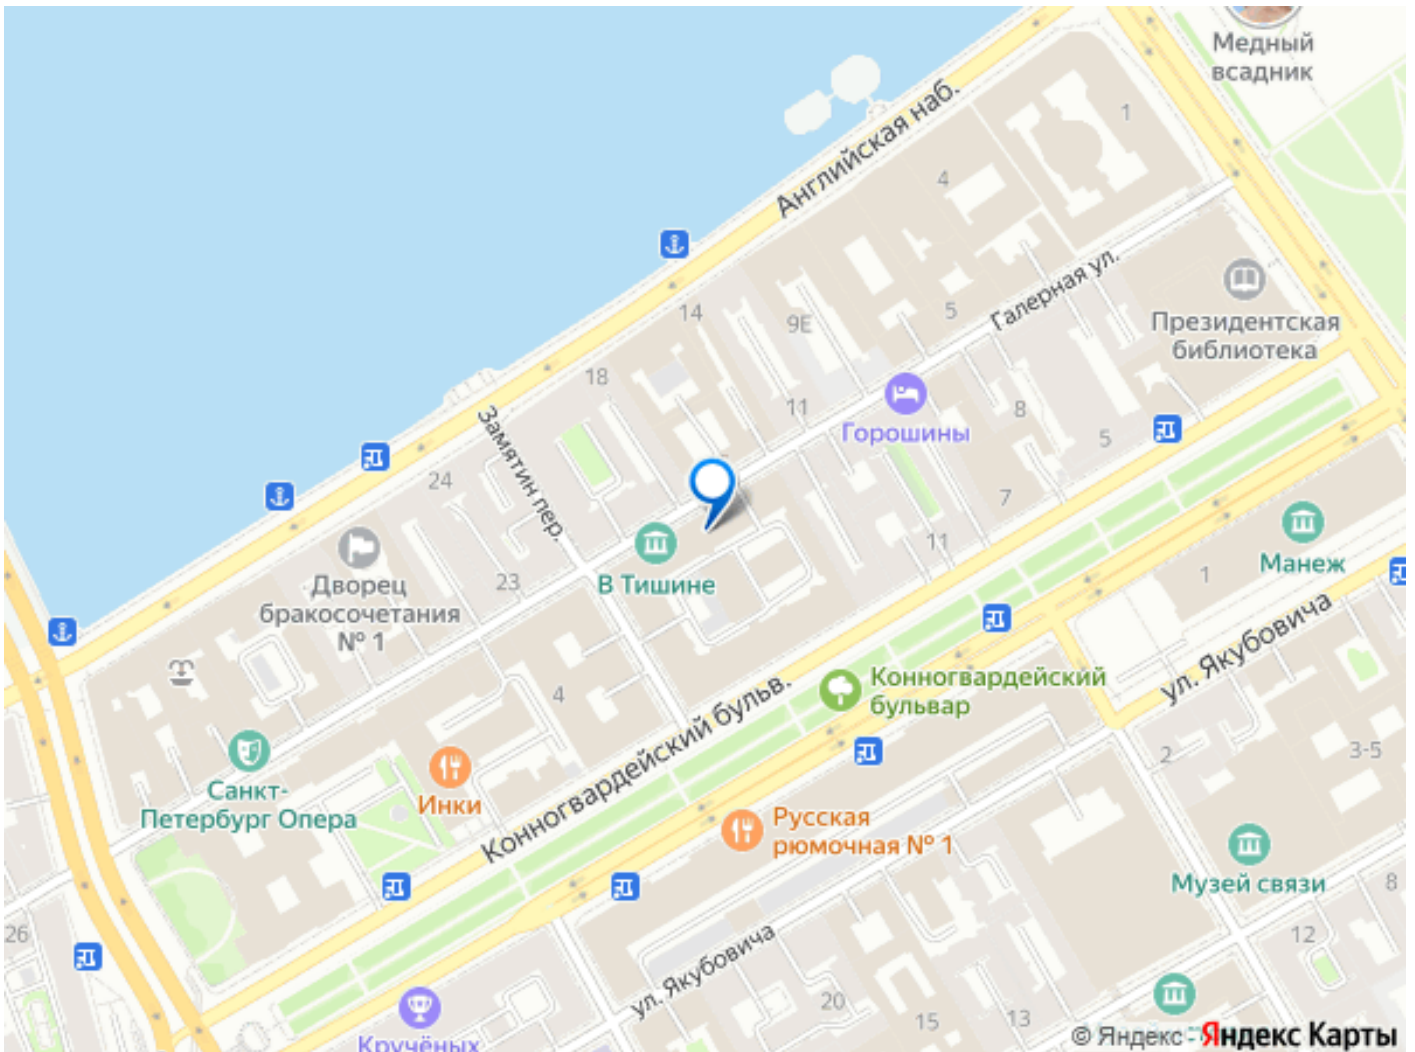 Медный
всадник
1
Английская наб.
4
Галерная ул.
5
14
9Е
Президентская
библиотека
18
11
Горошины
8
5
Замятин пер.
24
7
11
Манеж
В Тишине
1
23
Дворец
бракосочетания
№ 1
ул. Якубовича
Конногвардейский
бульвар
4
Конногвардейский бульв.
2
3-5
Санкт-
Петербург Опера
Инки
Русская
рюмочная № 1
Музей связи
8
26
12
ул. Якубовича
20
15
13
Кручёных
© Яндекс - Яндекс Карты